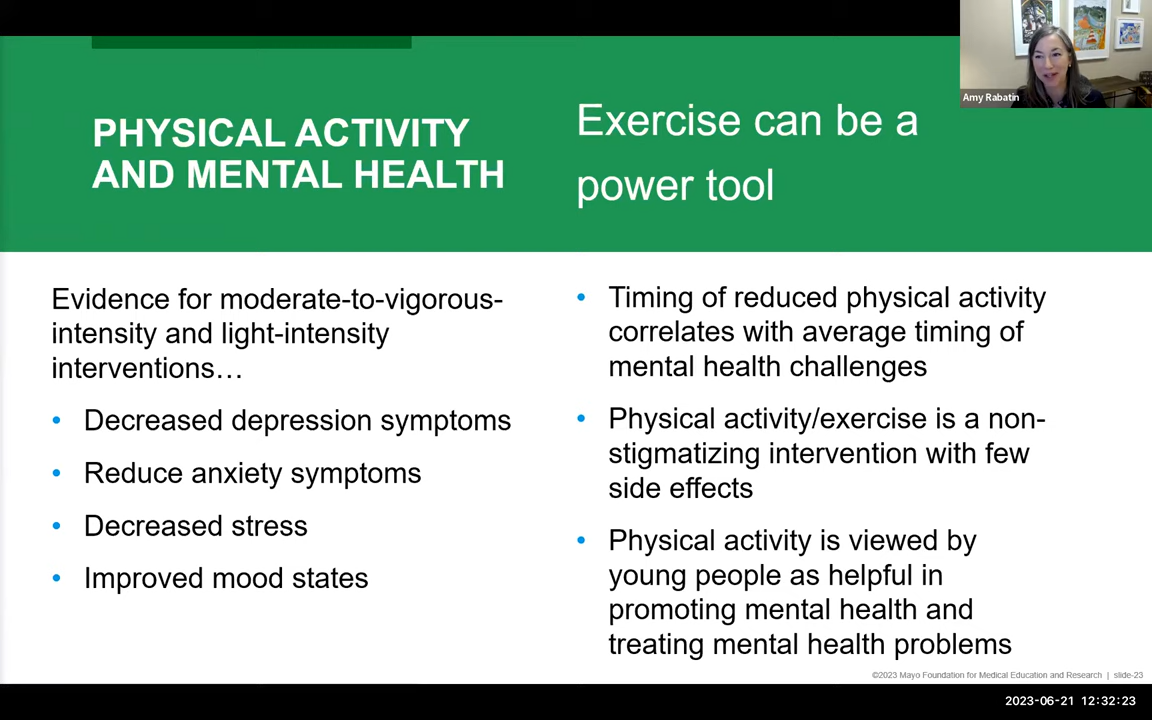 Amy Rabatin
PHYSICAL ACTIVITY
AND MENTAL HEALTH
Exercise can be a
power tool
Evidence for moderate-to-vigorous-
intensity and light-intensity
interventions…
• Decreased depression symptoms
• Reduce anxiety symptoms
• Decreased stress
• Improved mood states
• Timing of reduced physical activity
correlates with average timing of
mental health challenges
• Physical activity/exercise is a non-
stigmatizing intervention with few
side effects
• Physical activity is viewed by
young people as helpful in
promoting mental health and
treating mental health problems
©2023 Mayo Foundation for Medical Education and Research | slide-23
2023-06-21 12:32:23